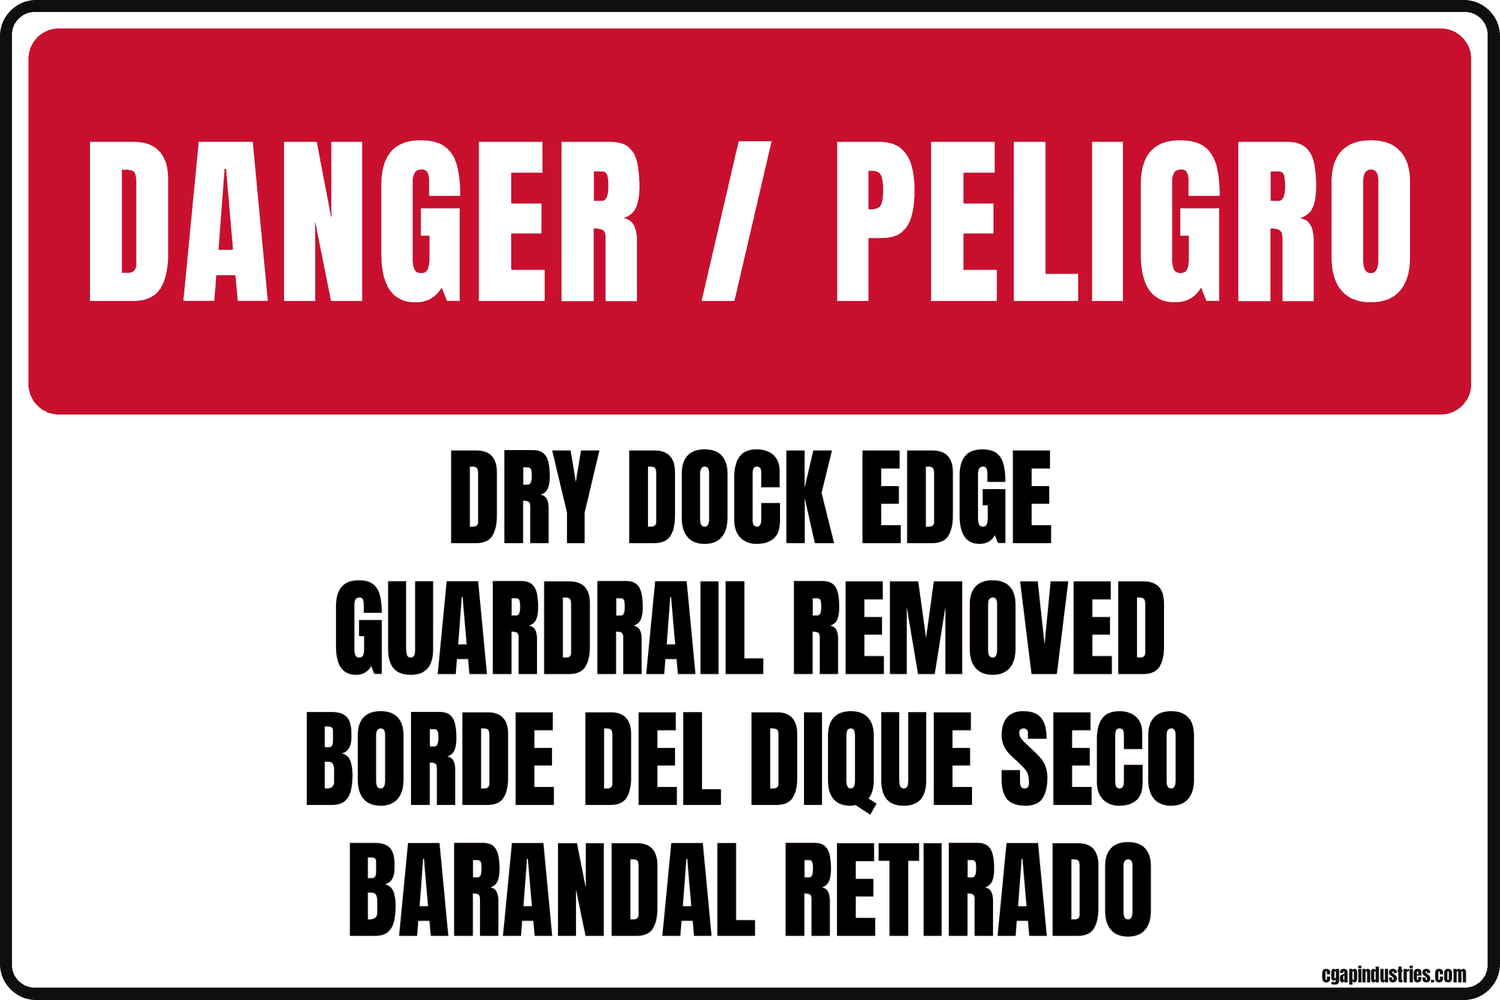 DANGER / PELIGRO
DRY DOCK EDGE
GUARDRAIL REMOVED
BORDE DEL DIQUE SECO
BARANDAL RETIRADO
cgapindustries.com